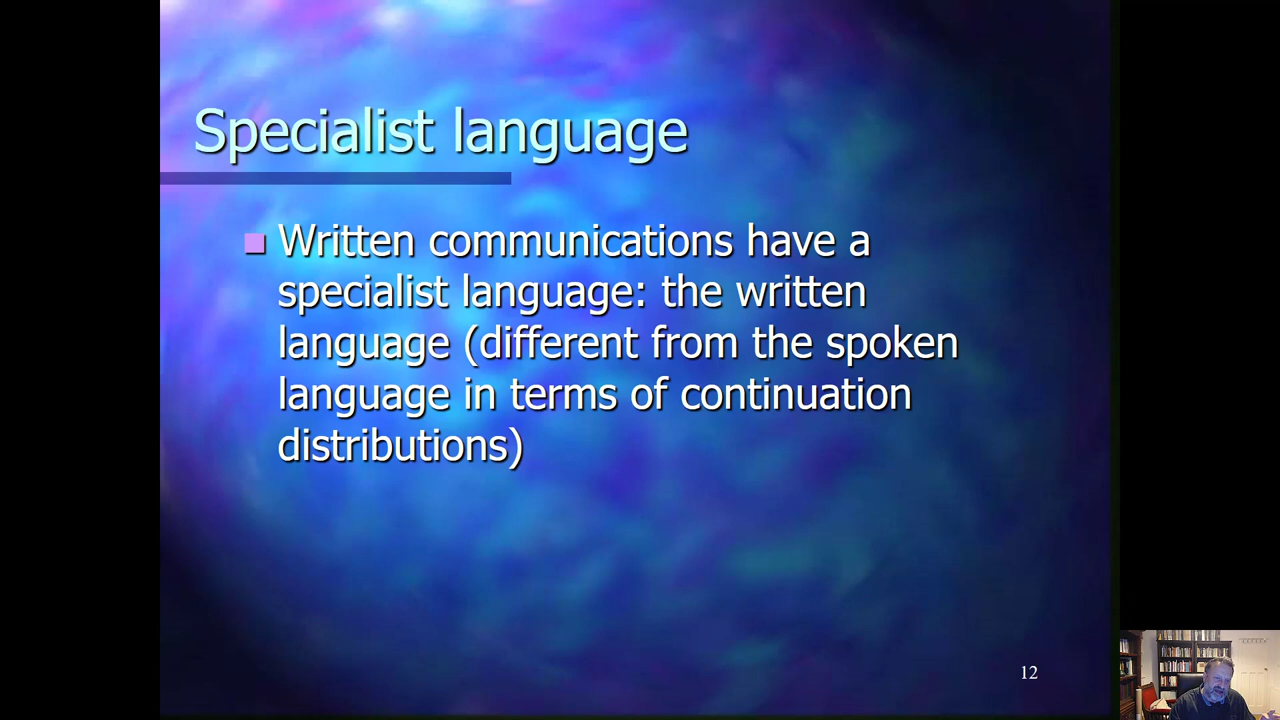 Specialist language
Written communications have a
specialist language: the written
language (different from the spoken
language in terms of continuation
distributions)
12